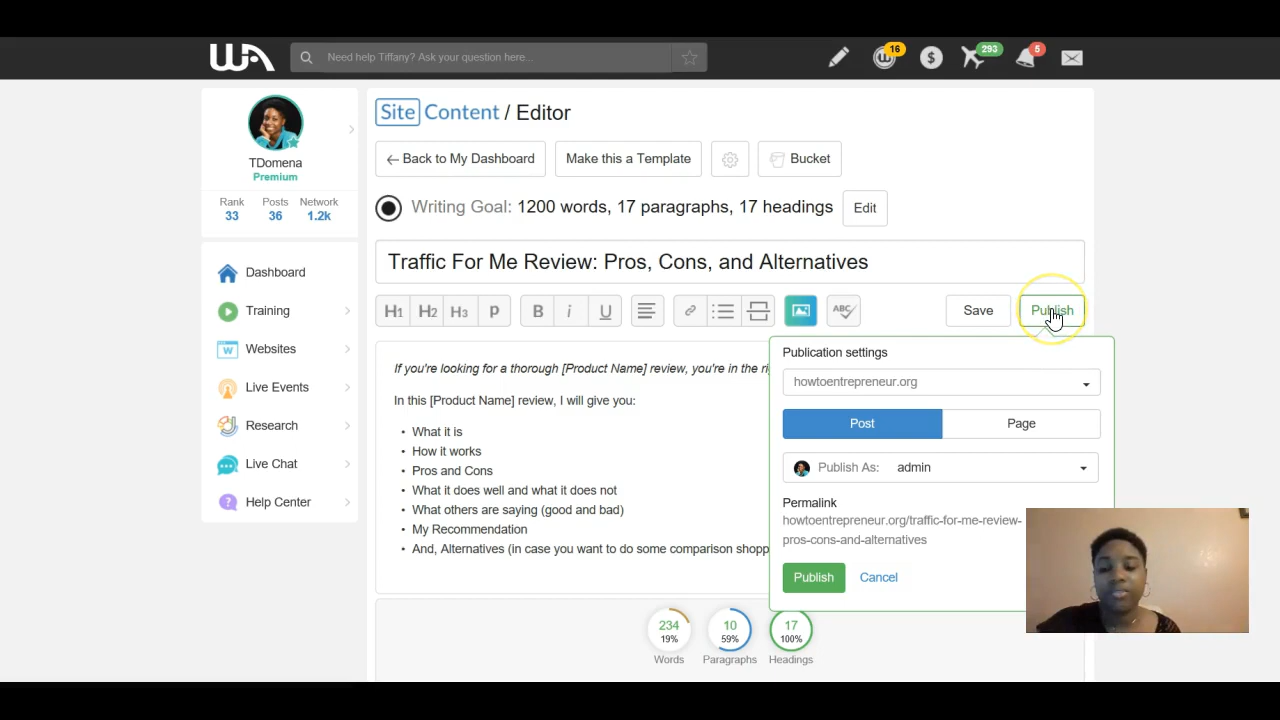 WA
Need help Tiffany? Ask your question here...
16
$
293
5
TDomena
Premium
Rank Posts Network
33 36 1.2k
Dashboard
Training
Websites
Live Events
Research
Live Chat
Help Center
Site Content / Editor
← Back to My Dashboard
Make this a Template
Bucket
Writing Goal: 1200 words, 17 paragraphs, 17 headings
Edit
Traffic For Me Review: Pros, Cons, and Alternatives
H1 H2 H3 p B i U ABC
Save
Publish
If you're looking for a thorough [Product Name] review, you're in the ri
In this [Product Name] review, I will give you:
• What it is
• How it works
• Pros and Cons
• What it does well and what it does not
• What others are saying (good and bad)
• My Recommendation
• And, Alternatives (in case you want to do some comparison shopp
Publication settings
howtoentrepreneur.org
Post
Page
Publish As: admin
Permalink
howtoentrepreneur.org/traffic-for-me-review-
pros-cons-and-alternatives
Publish
Cancel
234
19%
Words
10
59%
Paragraphs
17
100%
Headings